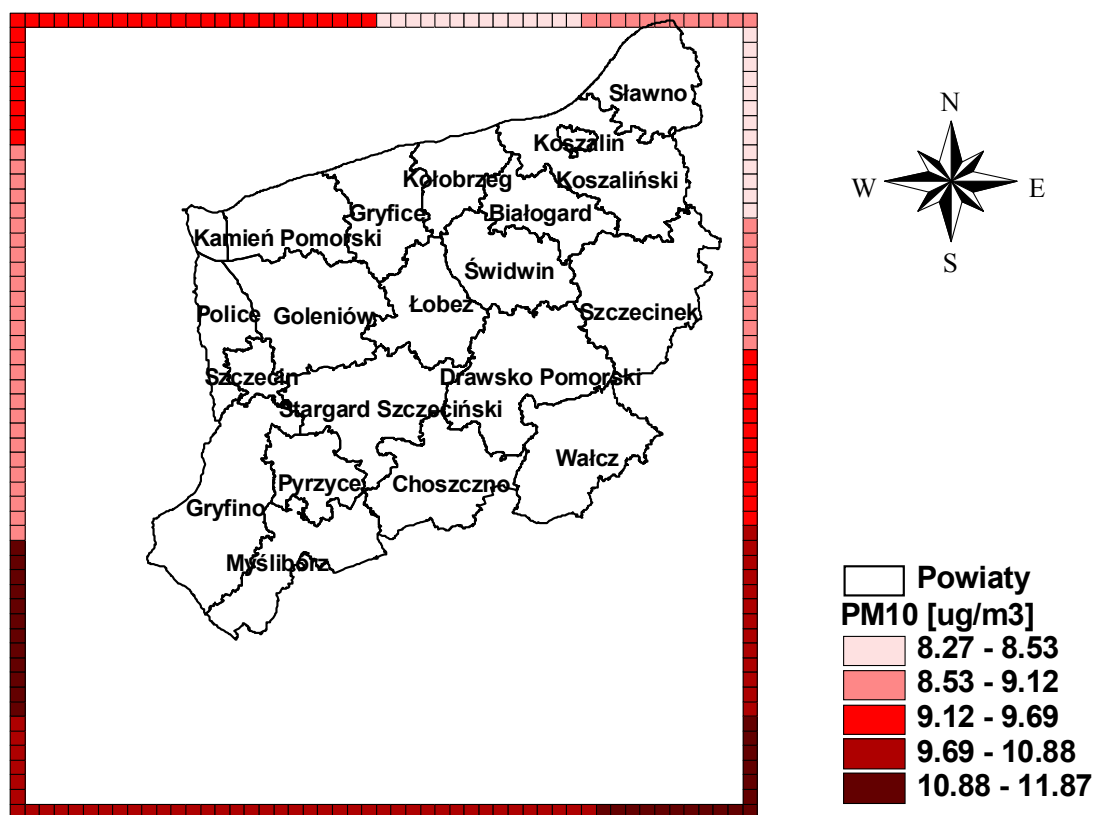 Sławno
N
Koszalin
Kołobrzeg
Koszaliński
W
E
Gryfice
Białogard
Kamień Pomorski
S
Świdwin
Łobez
Police
Goleniów
Szczecinek
Szczecin
Drawsko Pomorski
Stargard Szczeciński
Wałcz
Pyrzyce
Choszczno
Gryfino
Myślibórz
Powiaty
PM10 [ug/m3]
8.27 - 8.53
8.53 - 9.12
9.12 - 9.69
9.69 - 10.88
10.88 - 11.87